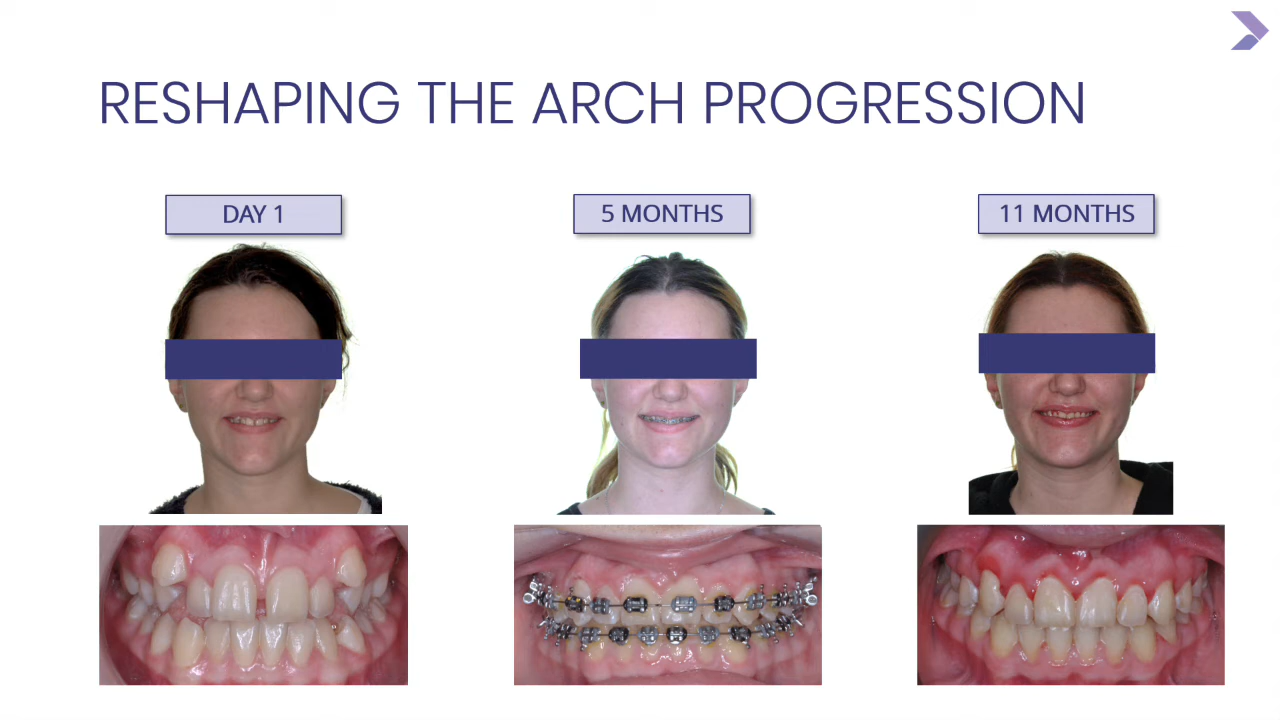 RESHAPING THE ARCH PROGRESSION
DAY 1
5 MONTHS
11 MONTHS